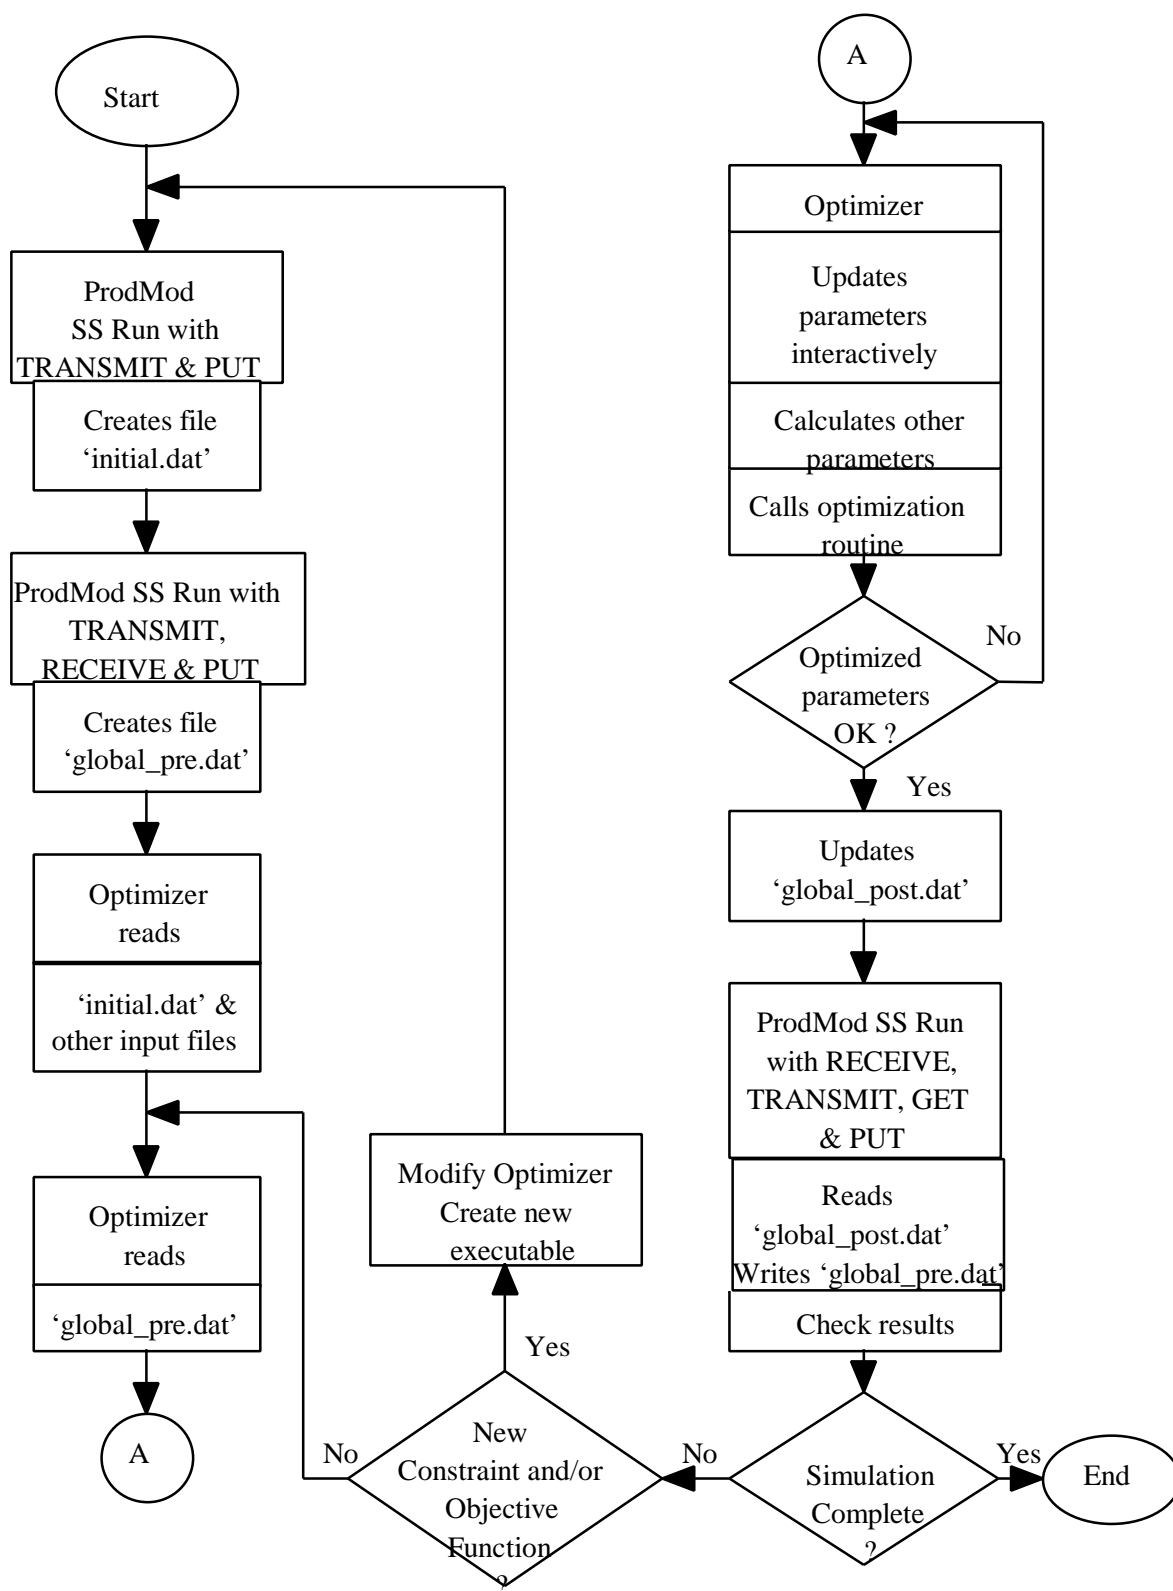 Start
ProdMod
SS Run with
TRANSMIT & PUT
Creates file
‘initial.dat’
ProdMod SS Run with
TRANSMIT,
RECEIVE & PUT
Creates file
‘global_pre.dat’
Optimizer
reads
‘initial.dat’ &
other input files
Optimizer
reads
‘global_pre.dat’
A
Modify Optimizer
Create new
executable
Yes
No
New
Constraint and/or
Objective
Function
?
A
Optimizer
Updates
parameters
interactively
Calculates other
parameters
Calls optimization
routine
No
Optimized
parameters
OK ?
Yes
Updates
‘global_post.dat’
ProdMod SS Run
with RECEIVE,
TRANSMIT, GET
& PUT
Reads
‘global_post.dat’
Writes ‘global_pre.dat’
Check results
No
Simulation
Complete
?
Yes
End